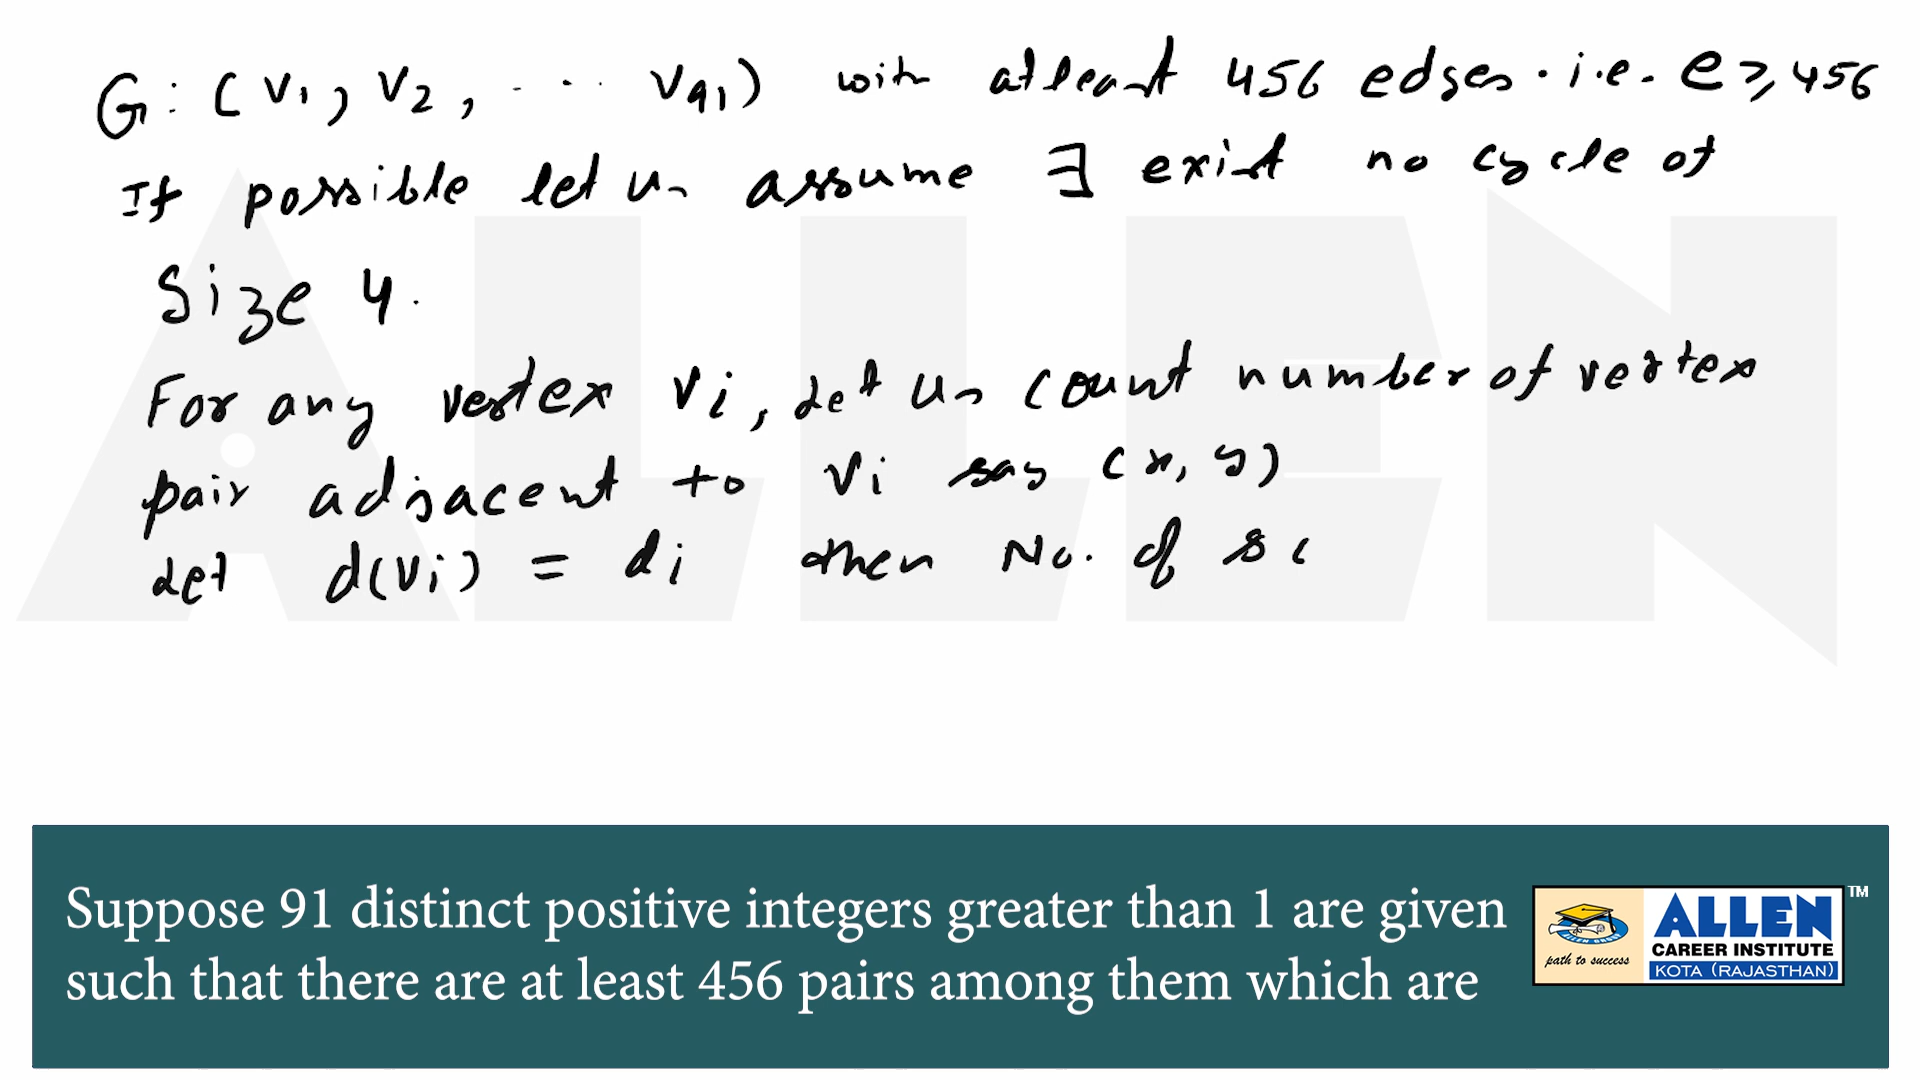 G : (V1, V2, ... V91) with atleast 456 edges. i.e. e ≥ 456
If possible let us assume ∃ exist no cycle of
Size 4.
For any vertex Vi, let us count number of vertex
pair adjacent to Vi say (x, y)
let d(Vi) = di then No. of
Suppose 91 distinct positive integers greater than 1 are given
such that there are at least 456 pairs among them which are
path to success
ALLEN™
CAREER INSTITUTE
KOTA (RAJASTHAN)
ALLEN